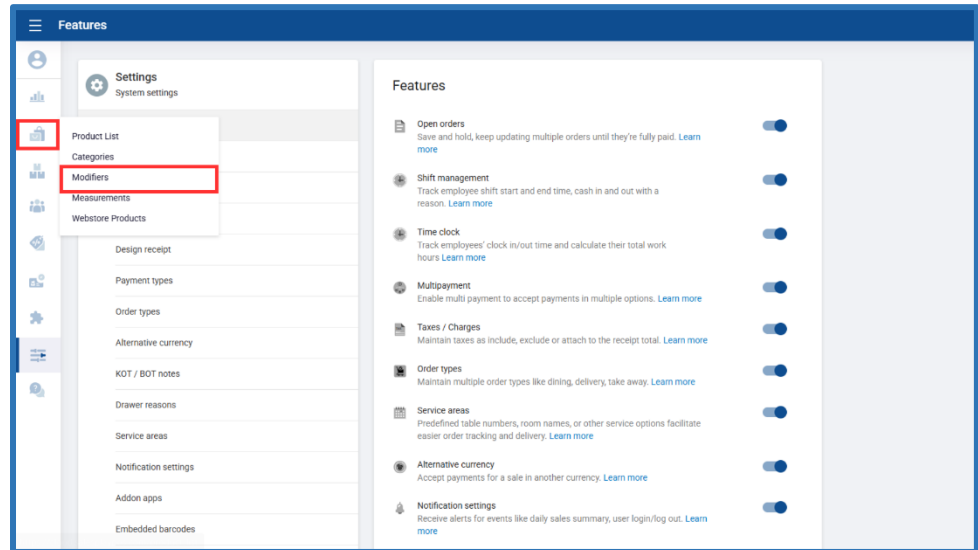 Features
Settings
System settings
Product List
Categories
Modifiers
Measurements
Webstore Products
Design receipt
Payment types
Order types
Alternative currency
KOT / BOT notes
Drawer reasons
Service areas
Notification settings
Addon apps
Embedded barcodes
Features
Open orders
Save and hold, keep updating multiple orders until they're fully paid. Learn
more
Shift management
Track employee shift start and end time, cash in and out with a
reason. Learn more
Time clock
Track employees' clock in/out time and calculate their total work
hours Learn more
Multipayment
Enable multi payment to accept payments in multiple options. Learn more
Taxes / Charges
Maintain taxes as include, exclude or attach to the receipt total. Learn more
Order types
Maintain multiple order types like dining, delivery, take away. Learn more
Service areas
Predefined table numbers, room names, or other service options facilitate
easier order tracking and delivery. Learn more
Alternative currency
Accept payments for a sale in another currency. Learn more
Notification settings
Receive alerts for events like daily sales summary, user login/log out. Learn
more